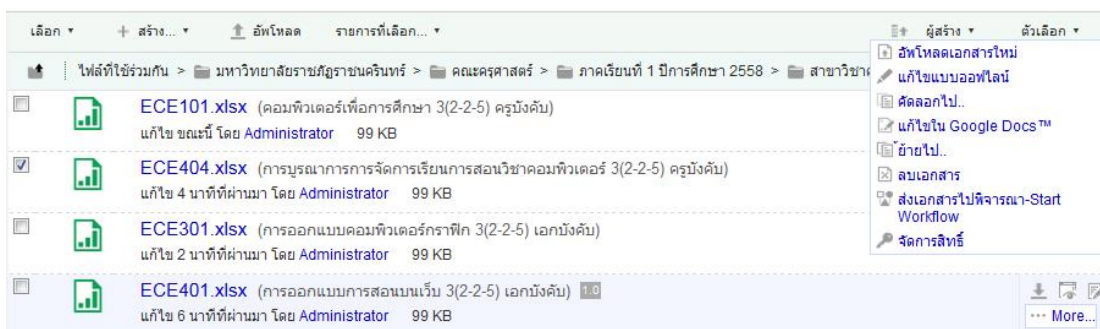 เลือก ▾ สร้าง... ▾ อัพโหลด รายการที่เลือก... ▾ ผู้สร้าง ▾ ตัวเลือก ▾
ไฟล์ที่ใช้ร่วมกัน > มหาวิทยาลัยราชภัฏราชนครินทร์ > คณะครุศาสตร์ > ภาคเรียนที่ 1 ปีการศึกษา 2558 >
ECE101.xlsx (คอมพิวเตอร์เพื่อการศึกษา 3(2-2-5) ครูบังคับ)
แก้ไข ขณะนี้ โดย Administrator 99 KB
ECE404.xlsx (การบูรณาการการจัดการเรียนการสอนวิชาคอมพิวเตอร์ 3(2-2-5) ครูบังคับ)
แก้ไข 4 นาทีที่ผ่านมา โดย Administrator 99 KB
ECE301.xlsx (การออกแบบคอมพิวเตอร์กราฟิก 3(2-2-5) เอกบังคับ)
แก้ไข 2 นาทีที่ผ่านมา โดย Administrator 99 KB
ECE401.xlsx (การออกแบบการสอนบนเว็บ 3(2-2-5) เอกบังคับ) 1.0
แก้ไข 6 นาทีที่ผ่านมา โดย Administrator 99 KB
อัพโหลดเอกสารใหม่
แก้ไขแบบออฟไลน์
คัดลอกไป..
แก้ไขใน Google Docs™
ย้ายไป..
ลบเอกสาร
ส่งเอกสารไปพิจารณา-Start
Workflow
จัดการสิทธิ์
More...